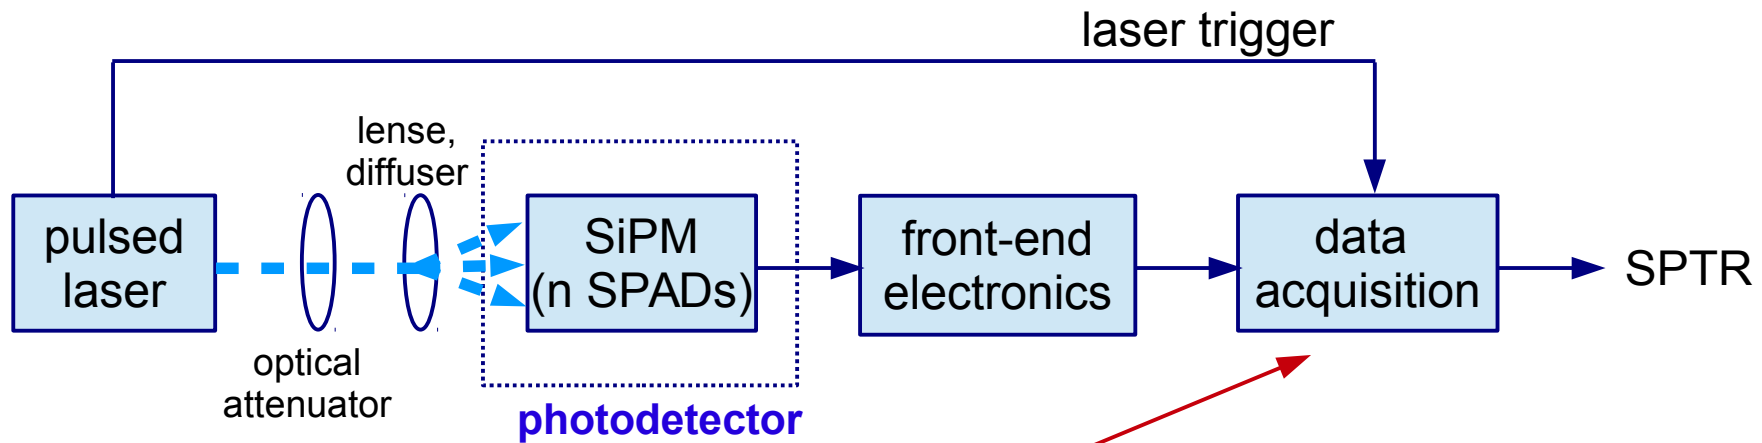 laser trigger
lense,
diffuser
pulsed
laser
SiPM
(n SPADs)
front-end
electronics
data
acquisition
SPTR
optical
attenuator
photodetector